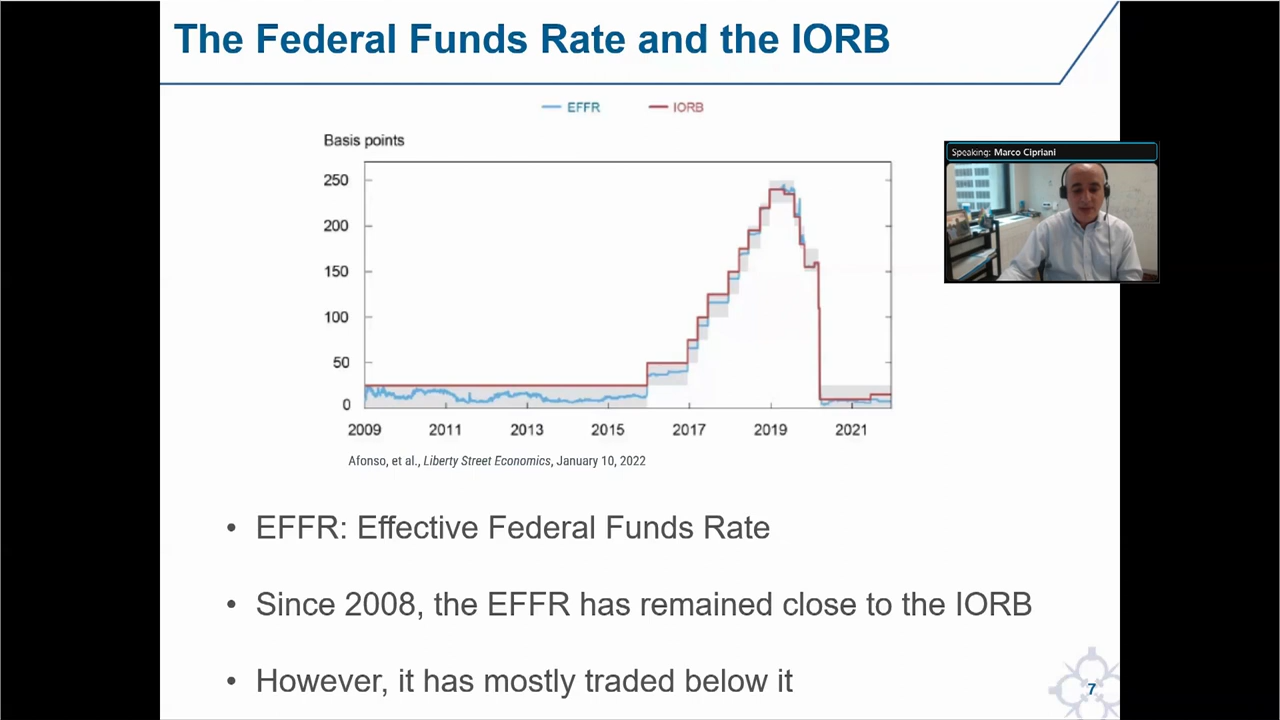 The Federal Funds Rate and the IORB
EFFR IORB
Basis points
250
200
150
100
50
0
2009 2011 2013 2015 2017 2019 2021
Afonso, et al., Liberty Street Economics, January 10, 2022
Speaking: Marco Cipriani
• EFFR: Effective Federal Funds Rate
• Since 2008, the EFFR has remained close to the IORB
• However, it has mostly traded below it
7